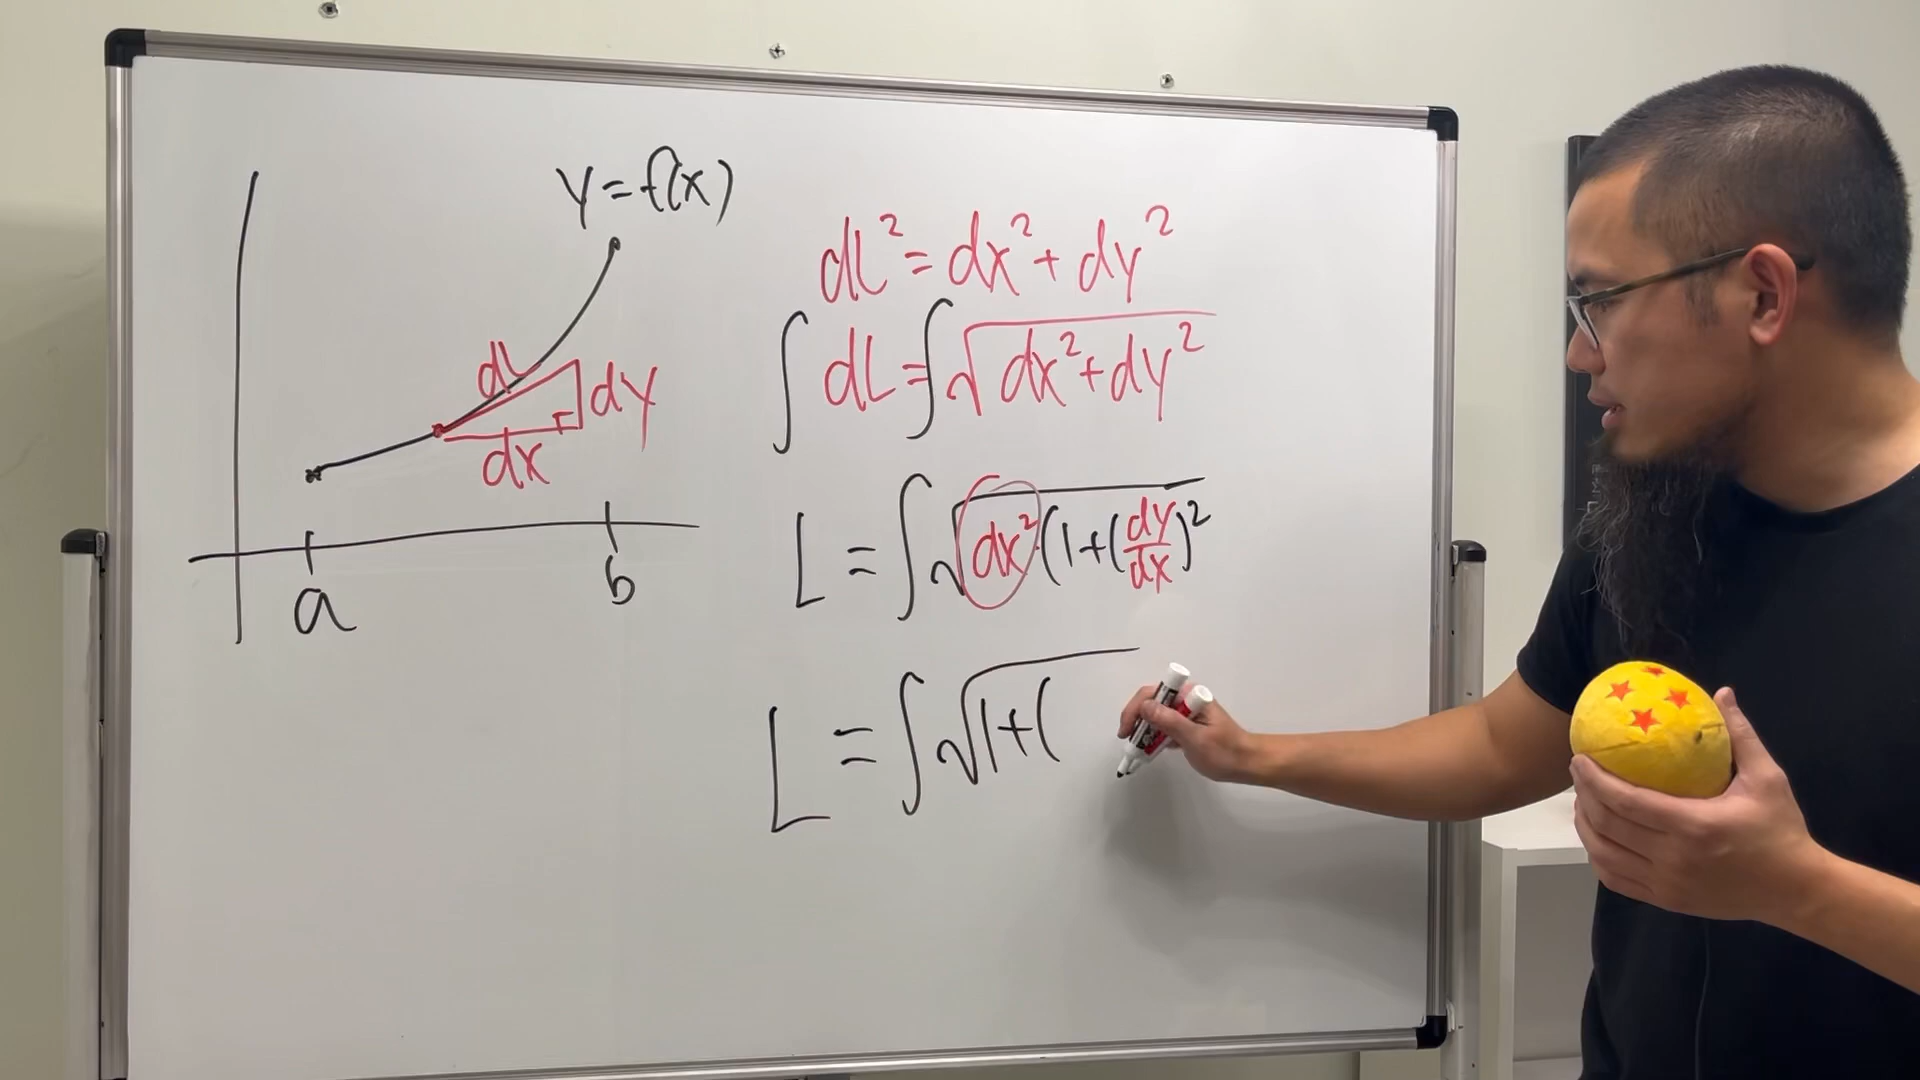 y=f(x)
dL
dy
dx
a
b
dL²=dx²+dy²
∫dL=∫√dx²+dy²
L=∫√dx²(1+(dy/dx)²
L=∫√1+(